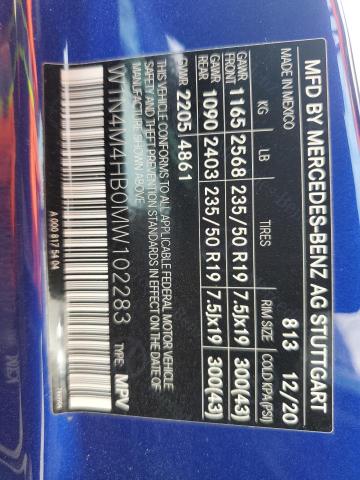 MFD BY MERCEDES-BENZ AG STUTTGART
MADE IN MEXICO 813 12/20
KG LB TIRES RIM SIZE COLD KPA (PSI)
GAWR FRONT 1165 2568 235/50 R19 7.5x19 300(43)
GAWR REAR 1090 2403 235/50 R19 7.5x19 300(43)
GVWR 2205 4861
THIS VEHICLE CONFORMS TO ALL APPLICABLE FEDERAL MOTOR VEHICLE
SAFETY AND THEFT PREVENTION STANDARDS IN EFFECT ON THE DATE OF
MANUFACTURE SHOWN ABOVE
W1N4M4HB0MW102283 TYPE: MPV
A 000 817 54 04